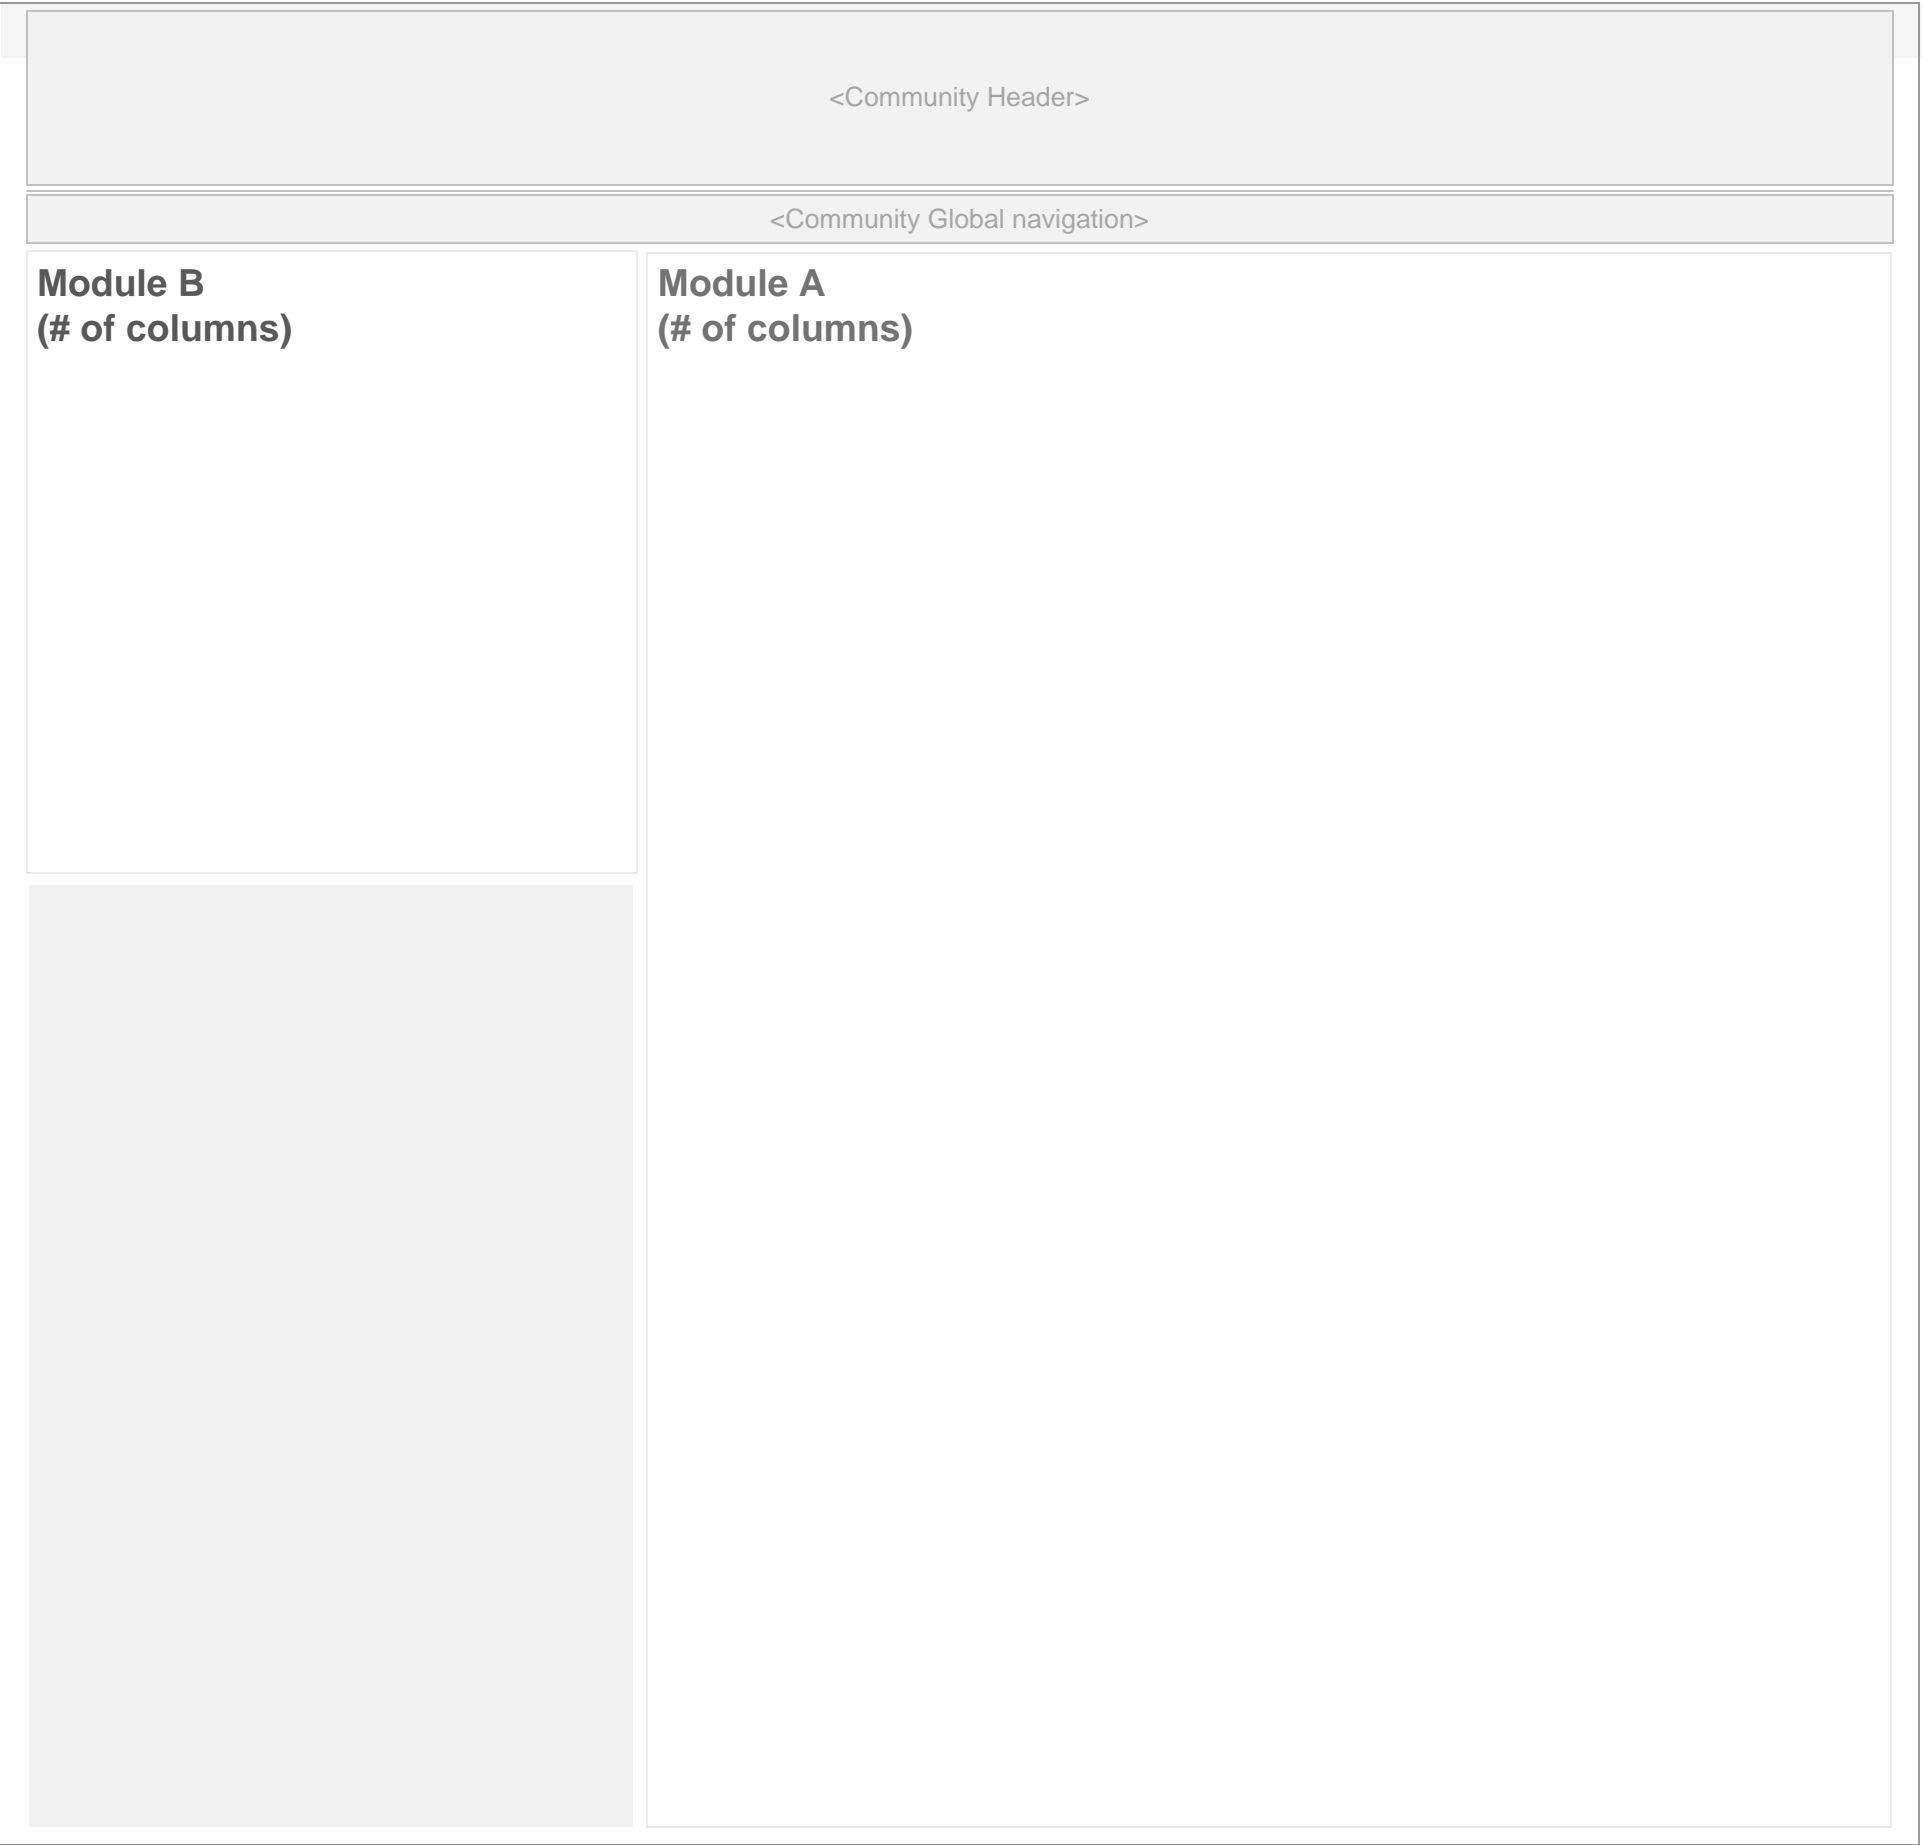 <Community Header>
<Community Global navigation>
Module B
(# of columns)
Module A
(# of columns)